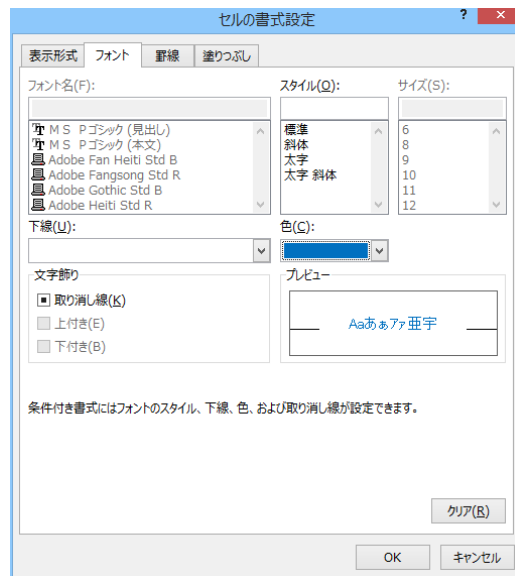 セルの書式設定
?
×
表示形式 フォント 罫線 塗りつぶし
フォント名(F): スタイル(O): サイズ(S):
ＭＳ Ｐゴシック (見出し) 標準 6
ＭＳ Ｐゴシック (本文) 斜体 8
Adobe Fan Heiti Std B 太字 9
Adobe Fangsong Std R 太字 斜体 10
Adobe Gothic Std B 11
Adobe Heiti Std R 12
下線(U): 色(C):
文字飾り プレビュー
取り消し線(K)
上付き(E) Aaあぁアァ亜宇
下付き(B)
条件付き書式にはフォントのスタイル、下線、色、および取り消し線が設定できます。
クリア(R)
OK キャンセル